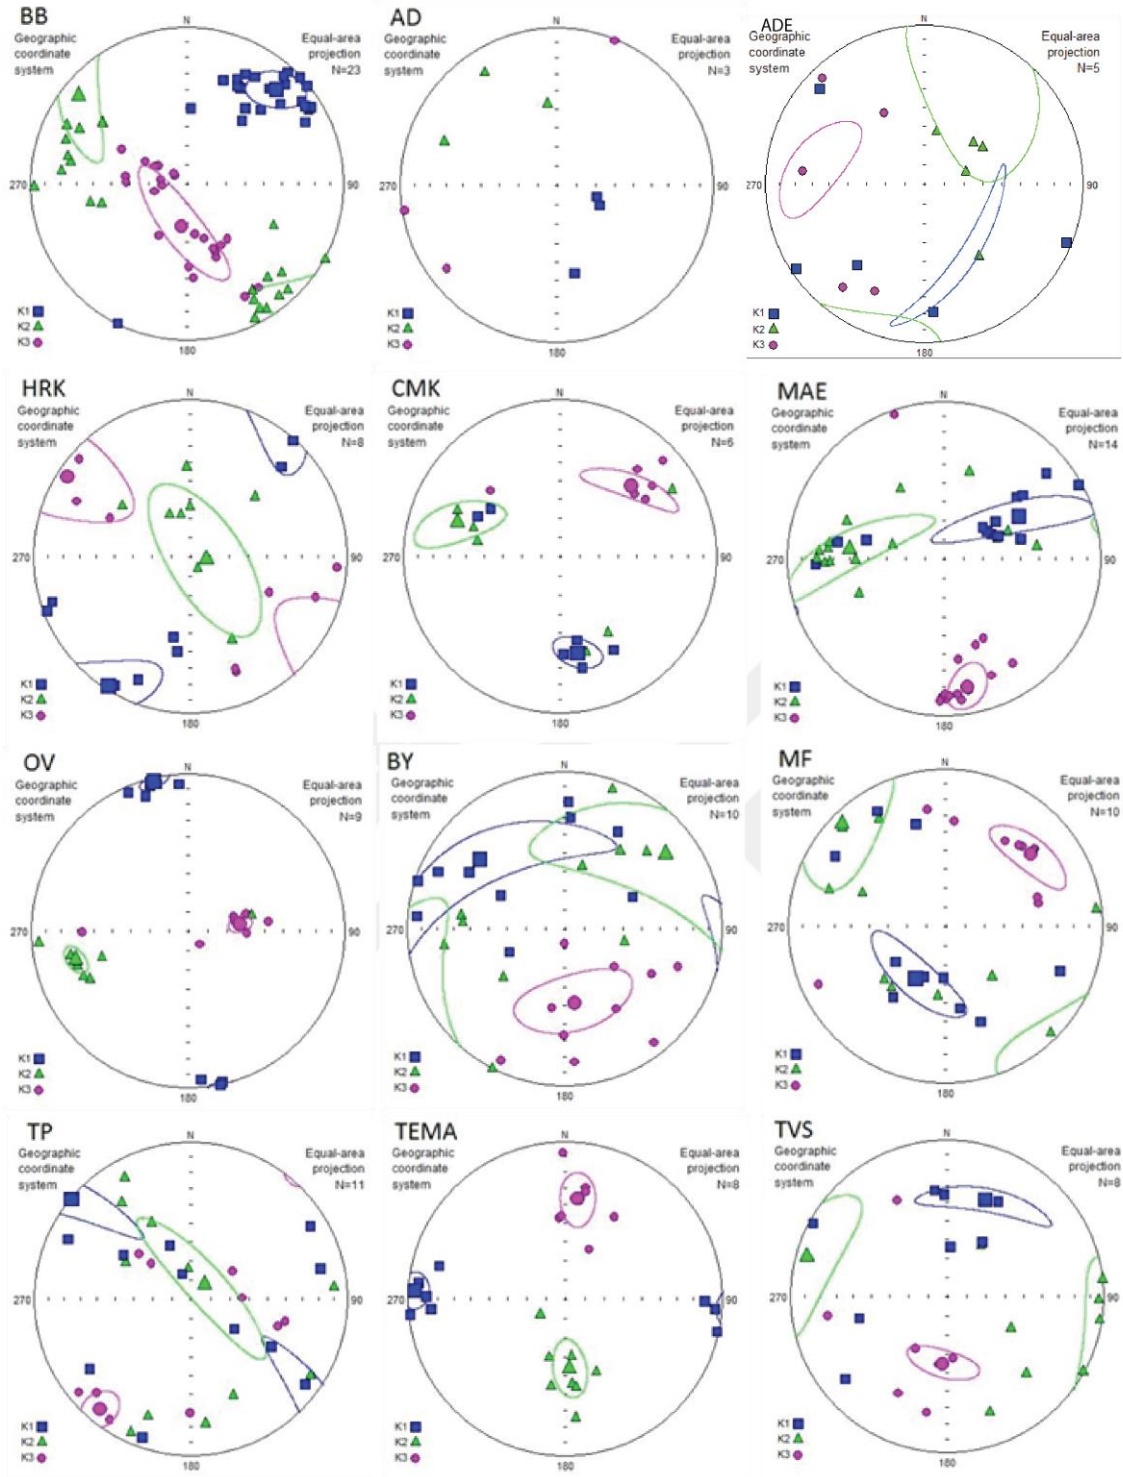 BB
Geographic
coordinate
system
N
Equal-area
projection
N=23
270
90
K1
K2
K3
180
AD
Geographic
coordinate
system
N
Equal-area
projection
N=3
270
90
K1
K2
K3
180
ADE
Geographic
coordinate
system
N
Equal-area
projection
N=5
270
90
K1
K2
K3
180
HRK
Geographic
coordinate
system
N
Equal-area
projection
N=8
270
90
K1
K2
K3
180
CMK
Geographic
coordinate
system
N
Equal-area
projection
N=6
270
90
K1
K2
K3
180
MAE
Geographic
coordinate
system
N
Equal-area
projection
N=14
270
90
K1
K2
K3
180
OV
Geographic
coordinate
system
N
Equal-area
projection
N=9
270
90
K1
K2
K3
180
BY
Geographic
coordinate
system
N
Equal-area
projection
N=10
270
90
K1
K2
K3
180
MF
Geographic
coordinate
system
N
Equal-area
projection
N=10
270
90
K1
K2
K3
180
TP
Geographic
coordinate
system
N
Equal-area
projection
N=11
270
90
K1
K2
K3
180
TEMA
Geographic
coordinate
system
N
Equal-area
projection
N=8
270
90
K1
K2
K3
180
TVS
Geographic
coordinate
system
N
Equal-area
projection
N=8
270
90
K1
K2
K3
180